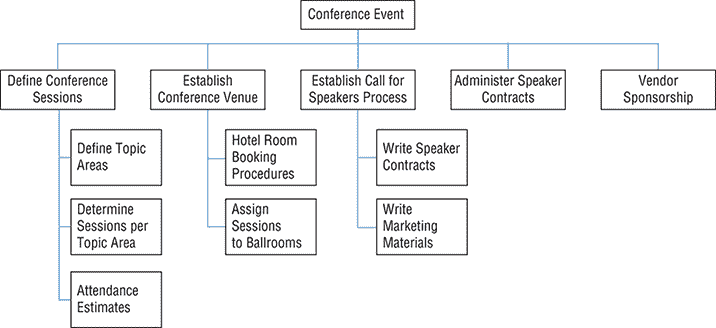 Conference Event
Define Conference
Sessions
Establish
Conference Venue
Establish Call for
Speakers Process
Administer Speaker
Contracts
Vendor
Sponsorship
Define Topic
Areas
Determine
Sessions per
Topic Area
Attendance
Estimates
Hotel Room
Booking
Procedures
Assign
Sessions
to Ballrooms
Write Speaker
Contracts
Write
Marketing
Materials